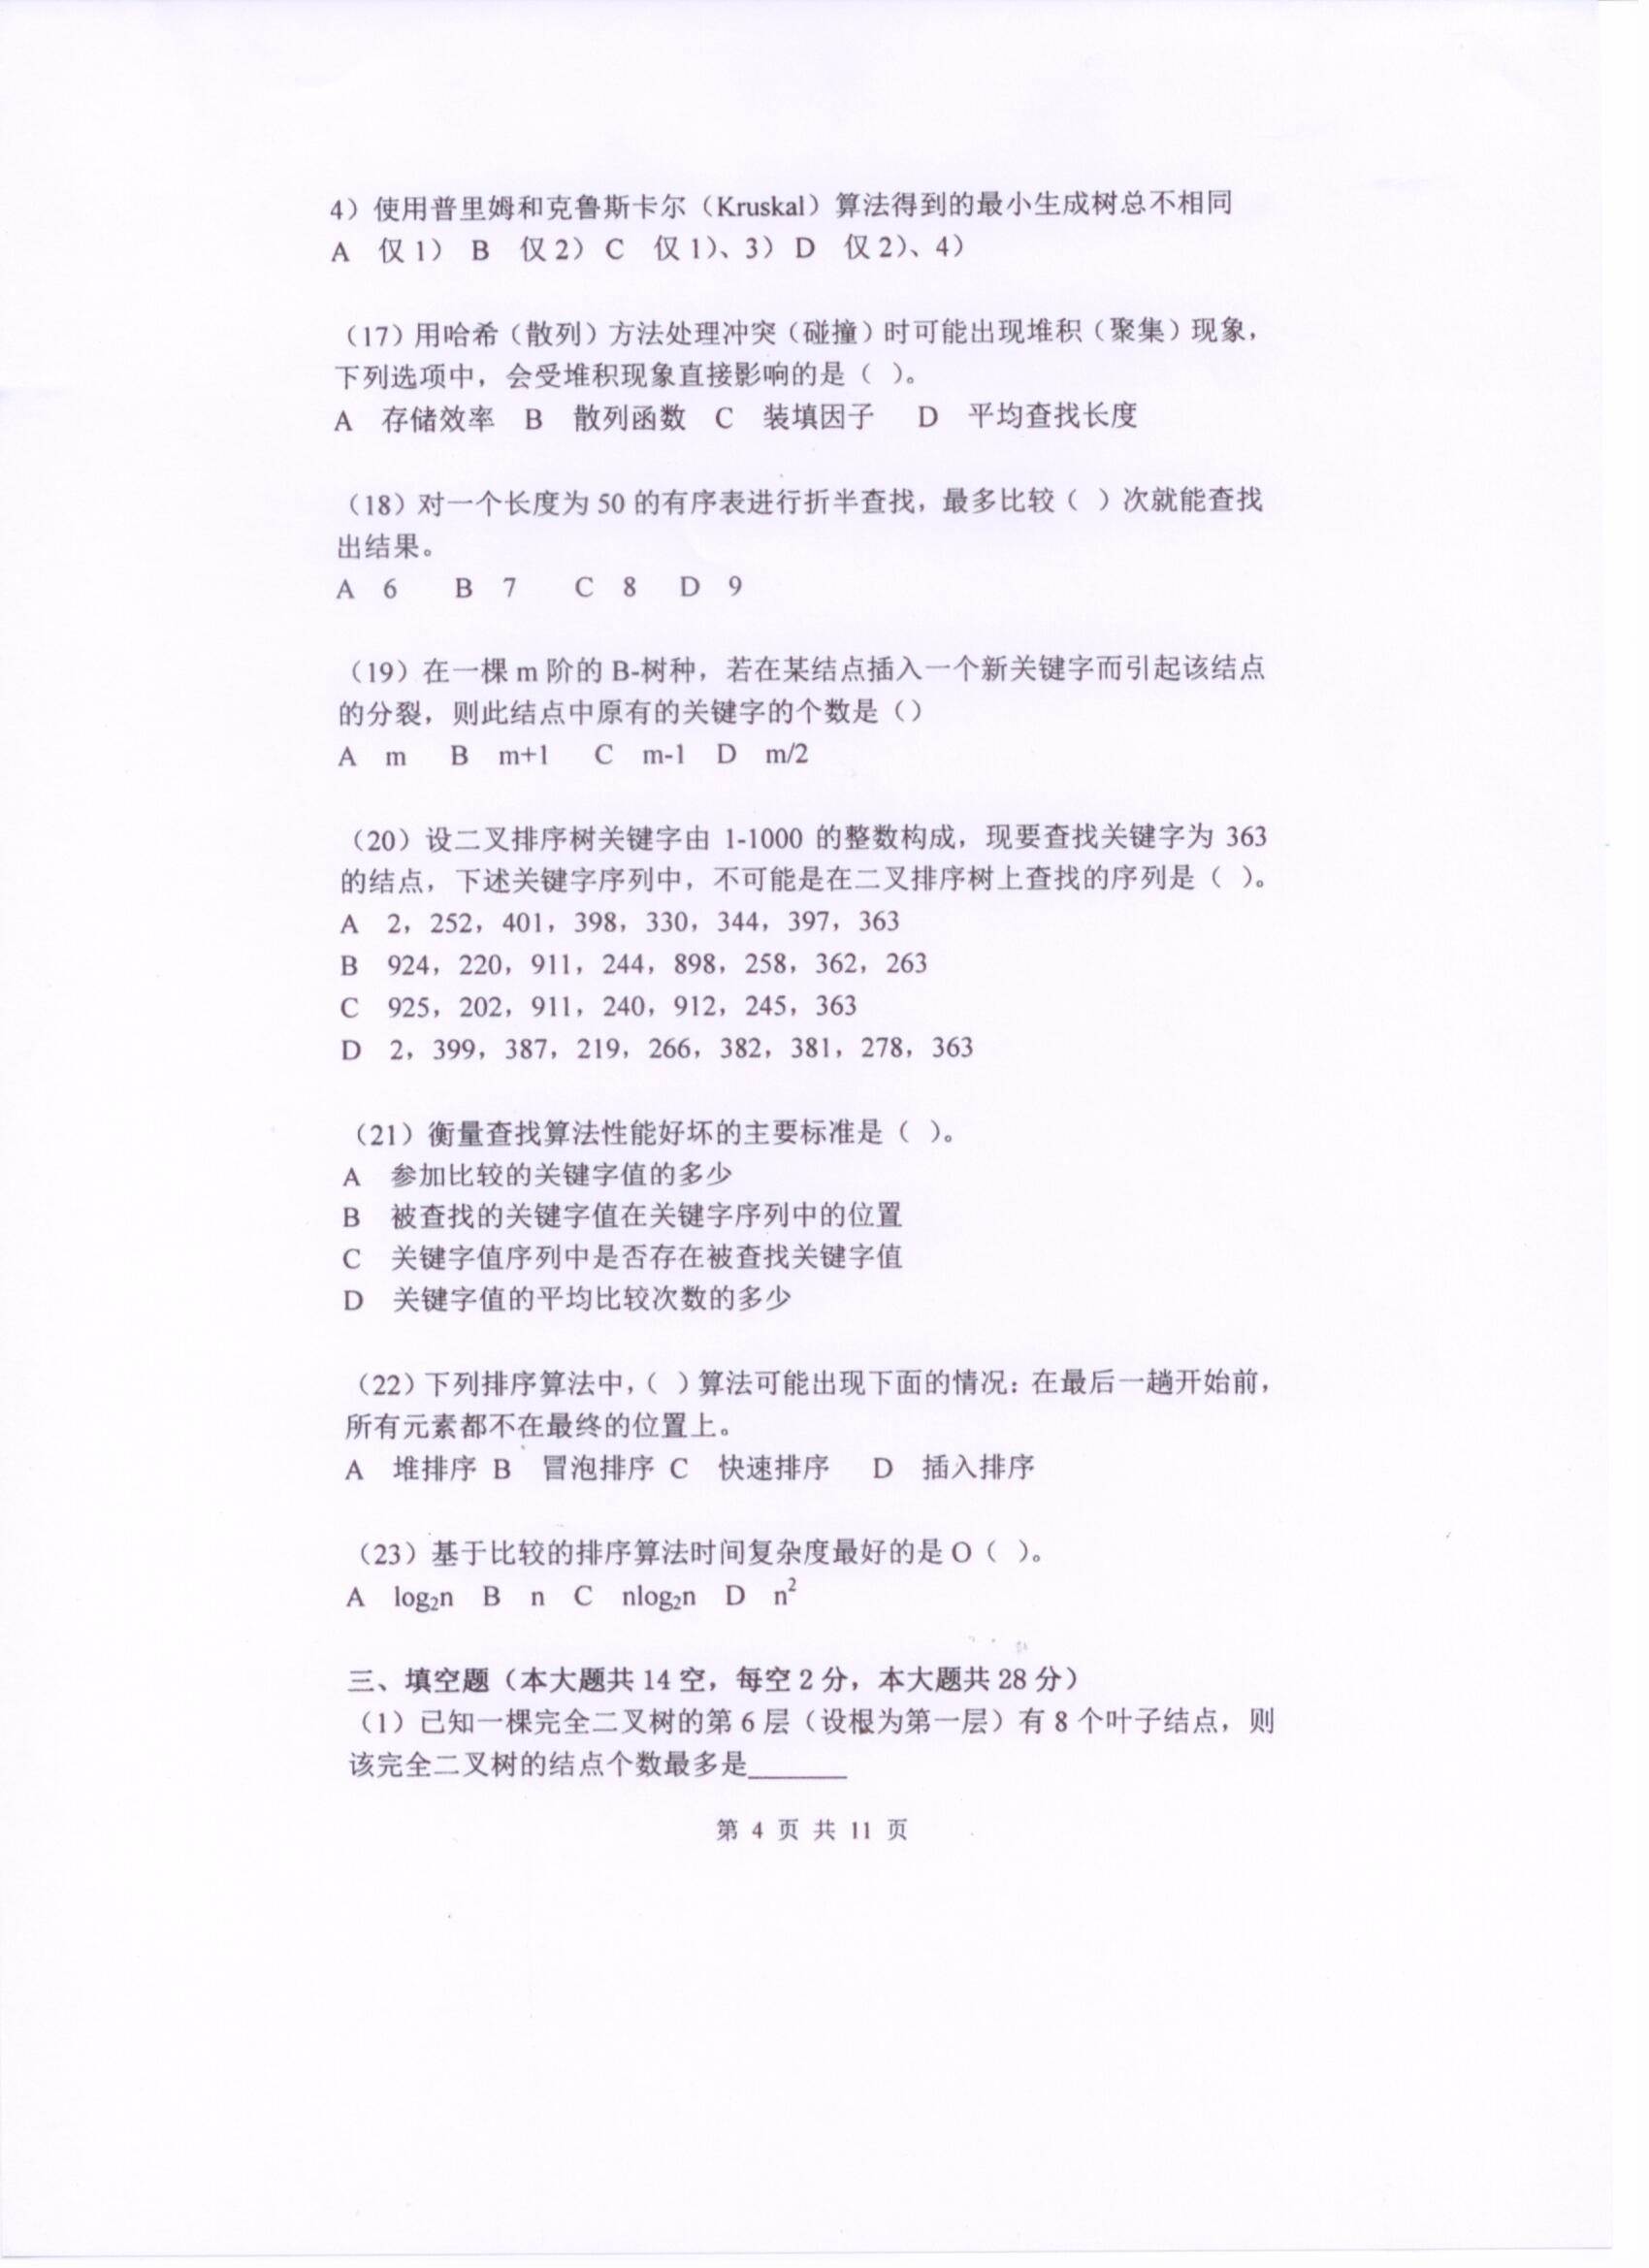 4）使用普里姆和克鲁斯卡尔（Kruskal）算法得到的最小生成树总不相同
A 仅 1） B 仅 2） C 仅 1）、3） D 仅 2）、4）
（17）用哈希（散列）方法处理冲突（碰撞）时可能出现堆积（聚集）现象，
下列选项中，会受堆积现象直接影响的是（ ）。
A 存储效率 B 散列函数 C 装填因子 D 平均查找长度
（18）对一个长度为 50 的有序表进行折半查找，最多比较（ ）次就能查找
出结果。
A 6 B 7 C 8 D 9
（19）在一棵 m 阶的 B-树种，若在某结点插入一个新关键字而引起该结点
的分裂，则此结点中原有的关键字的个数是（）
A m B m+1 C m-1 D m/2
（20）设二叉排序树关键字由 1-1000 的整数构成，现要查找关键字为 363
的结点，下述关键字序列中，不可能是在二叉排序树上查找的序列是（ ）。
A 2，252，401，398，330，344，397，363
B 924，220，911，244，898，258，362，263
C 925，202，911，240，912，245，363
D 2，399，387，219，266，382，381，278，363
（21）衡量查找算法性能好坏的主要标准是（ ）。
A 参加比较的关键字值的多少
B 被查找的关键字值在关键字序列中的位置
C 关键字值序列中是否存在被查找关键字值
D 关键字值的平均比较次数的多少
（22）下列排序算法中，（ ）算法可能出现下面的情况：在最后一趟开始前，
所有元素都不在最终的位置上。
A 堆排序 B 冒泡排序 C 快速排序 D 插入排序
（23）基于比较的排序算法时间复杂度最好的是 O（ ）。
A log₂n B n C nlog₂n D n²
三、填空题（本大题共 14 空，每空 2 分，本大题共 28 分）
（1）已知一棵完全二叉树的第 6 层（设根为第一层）有 8 个叶子结点，则
该完全二叉树的结点个数最多是______
第 4 页 共 11 页